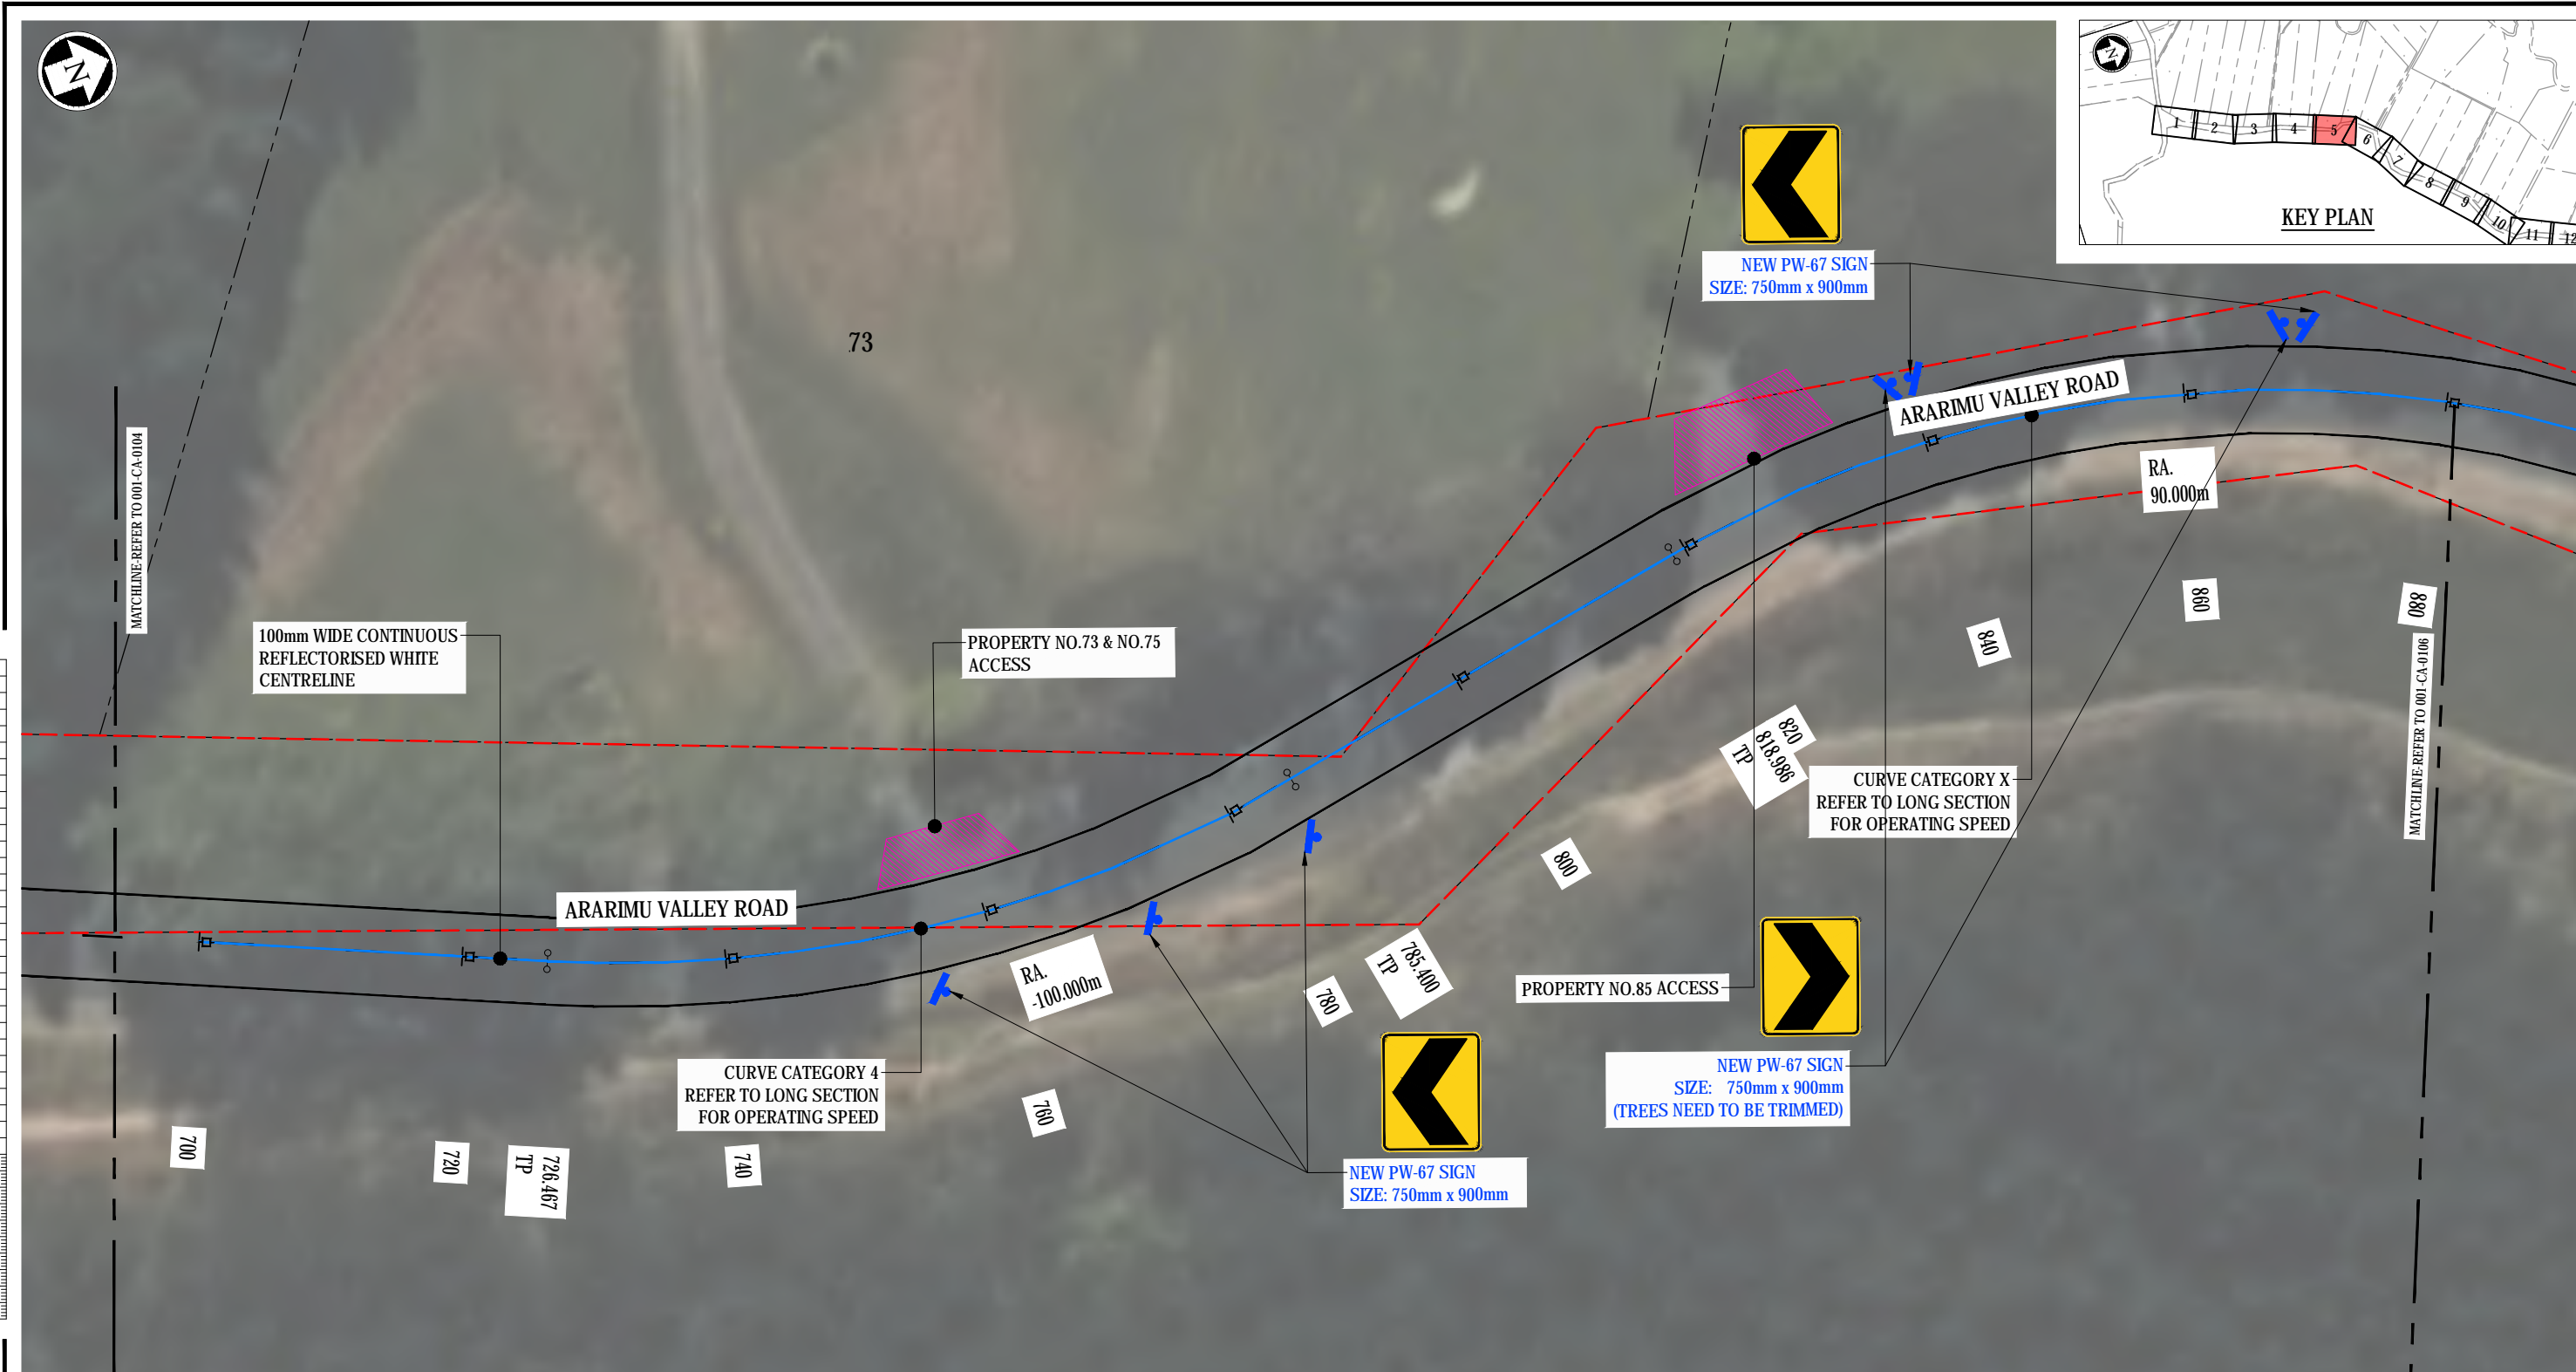 N
N
1
2
3
4
5
6
7
8
9
10
11
12
KEY PLAN
NEW PW-67 SIGN
SIZE: 750mm x 900mm
73
ARARIMU VALLEY ROAD
MATCHLINE-REFER TO 001-CA-0104
RA.
90.000m
100mm WIDE CONTINUOUS
REFLECTORISED WHITE
CENTRELINE
PROPERTY NO.73 & NO.75
ACCESS
840
860
880
MATCHLINE-REFER TO 001-CA-0106
820
818.986
TP
CURVE CATEGORY X
REFER TO LONG SECTION
FOR OPERATING SPEED
800
ARARIMU VALLEY ROAD
RA.
-100.000m
785.400
TP
780
PROPERTY NO.85 ACCESS
CURVE CATEGORY 4
REFER TO LONG SECTION
FOR OPERATING SPEED
NEW PW-67 SIGN
SIZE: 750mm x 900mm
(TREES NEED TO BE TRIMMED)
760
700
720
726.467
TP
740
NEW PW-67 SIGN
SIZE: 750mm x 900mm